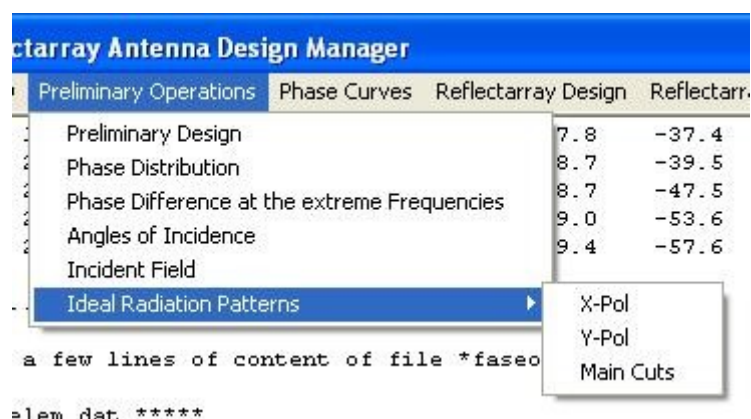 Antenna Design Manager
Preliminary Operations Phase Curves Reflectarray Design
Preliminary Design 7.8 -37.4
Phase Distribution 8.7 -39.5
Phase Difference at the extreme Frequencies 8.7 -47.5
Angles of Incidence 9.0 -53.6
Incident Field 9.4 -57.6
Ideal Radiation Patterns
X-Pol
Y-Pol
Main Cuts
a few lines of content of file *faseo
elem dat *****